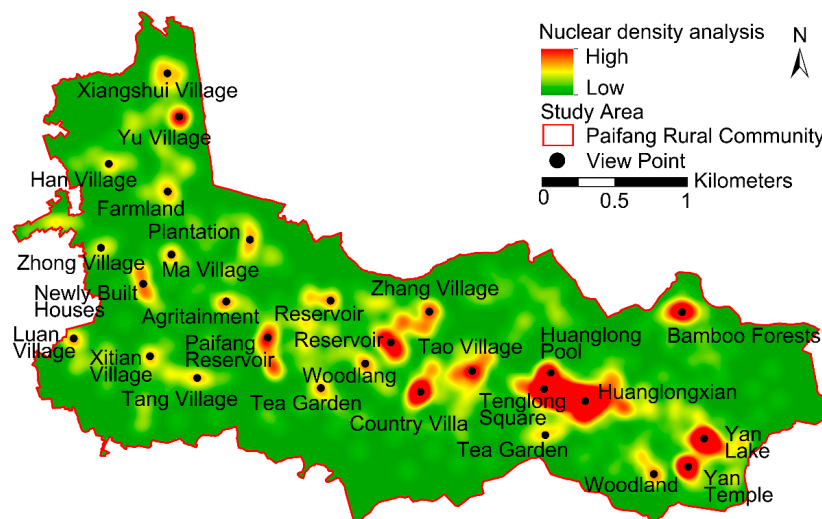 Nuclear density analysis
High
Low
N
Study Area
Paifang Rural Community
View Point
Kilometers
0 0.5 1
Xiangshui Village
Yu Village
Han Village
Farmland
Plantation
Zhong Village
Ma Village
Newly Built
Houses
Agritainment
Reservoir
Zhang Village
Luan
Village
Xitian
Village
Paifang
Reservoir
Reservoir
Tao Village
Huanglong
Pool
Bamboo Forests
Tang Village
Woodlang
Tea Garden
Country Villa
Tenglong
Square
Huanglongxian
Tea Garden
Yan
Lake
Woodland
Yan
Temple